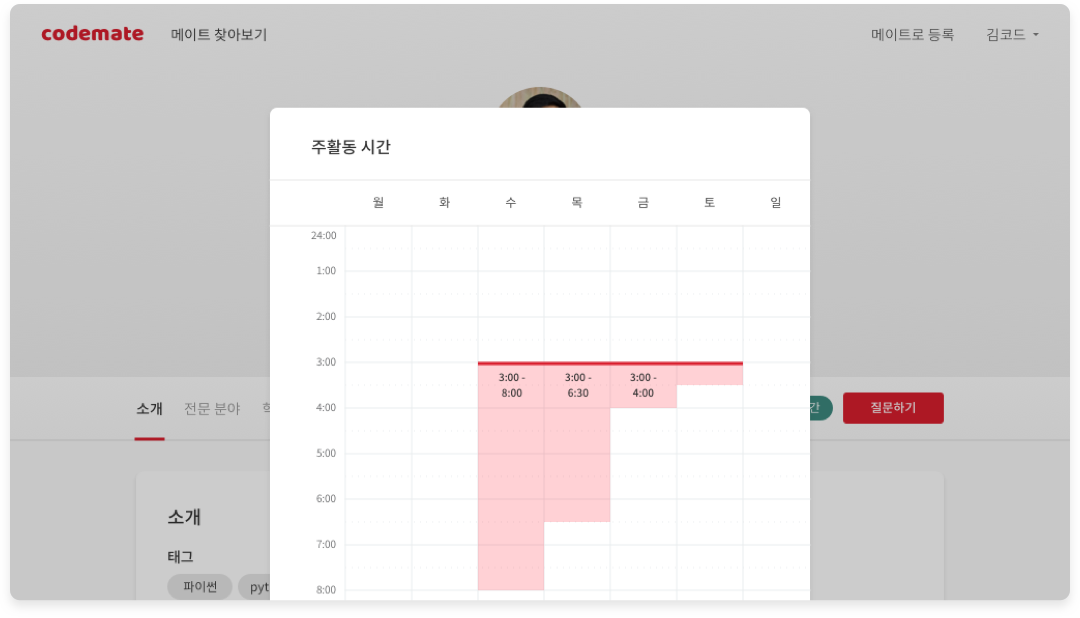 codemate 메이트 찾아보기 메이트로 등록 김코드
주활동 시간
월 화 수 목 금 토 일
24:00
1:00
2:00
3:00
3:00 - 3:00 - 3:00 -
8:00 6:30 4:00
4:00
소개 전문 분야 간 질문하기
5:00
6:00
소개
7:00
태그
8:00
파이썬 pyt